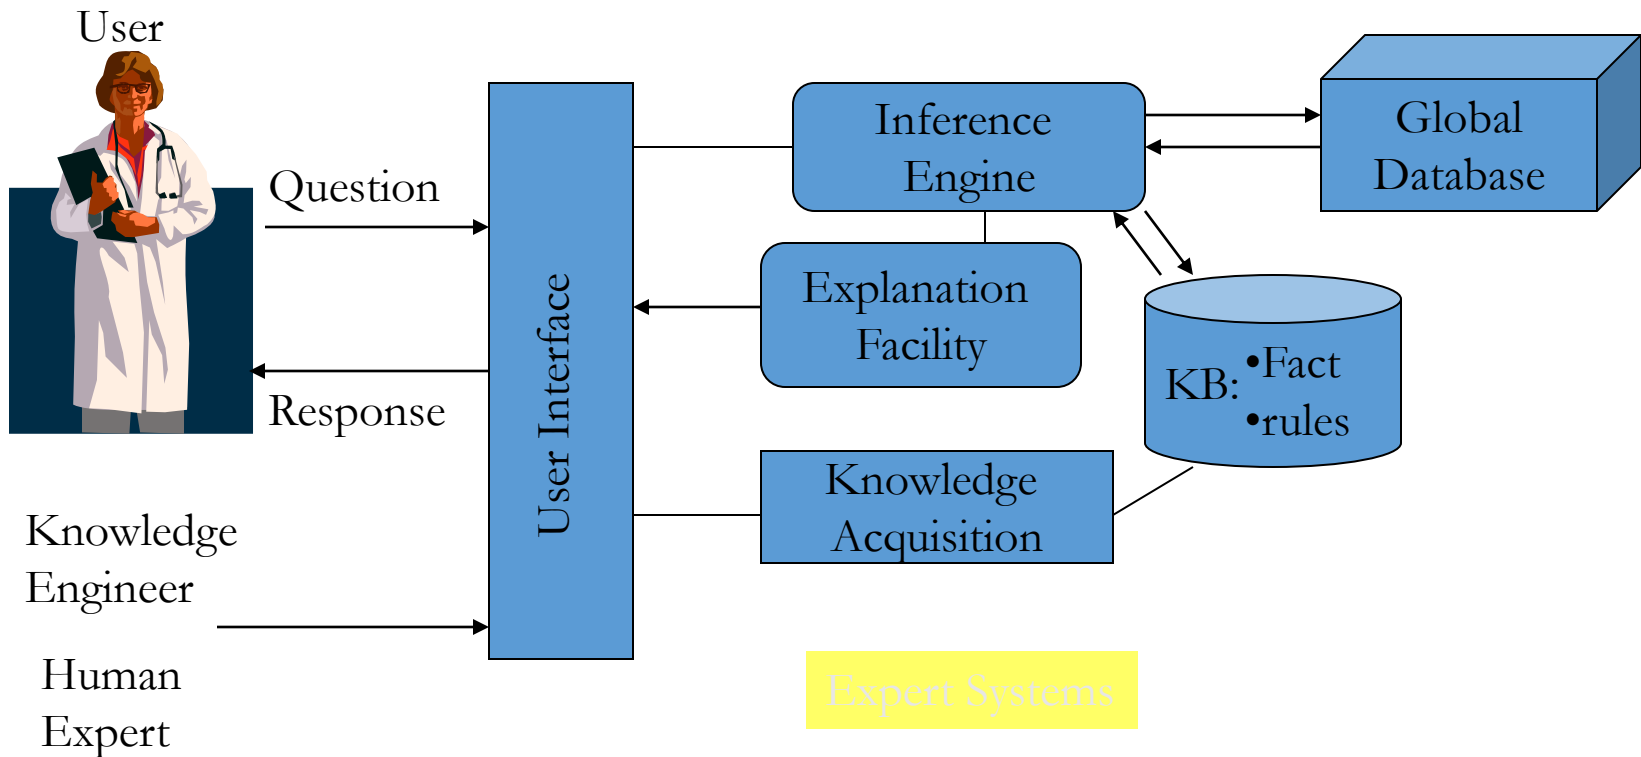 User
Question
Response
Knowledge
Engineer
Human
Expert
User Interface
Inference
Engine
Explanation
Facility
Knowledge
Acquisition
Global
Database
KB:
•Fact
•rules
Expert Systems